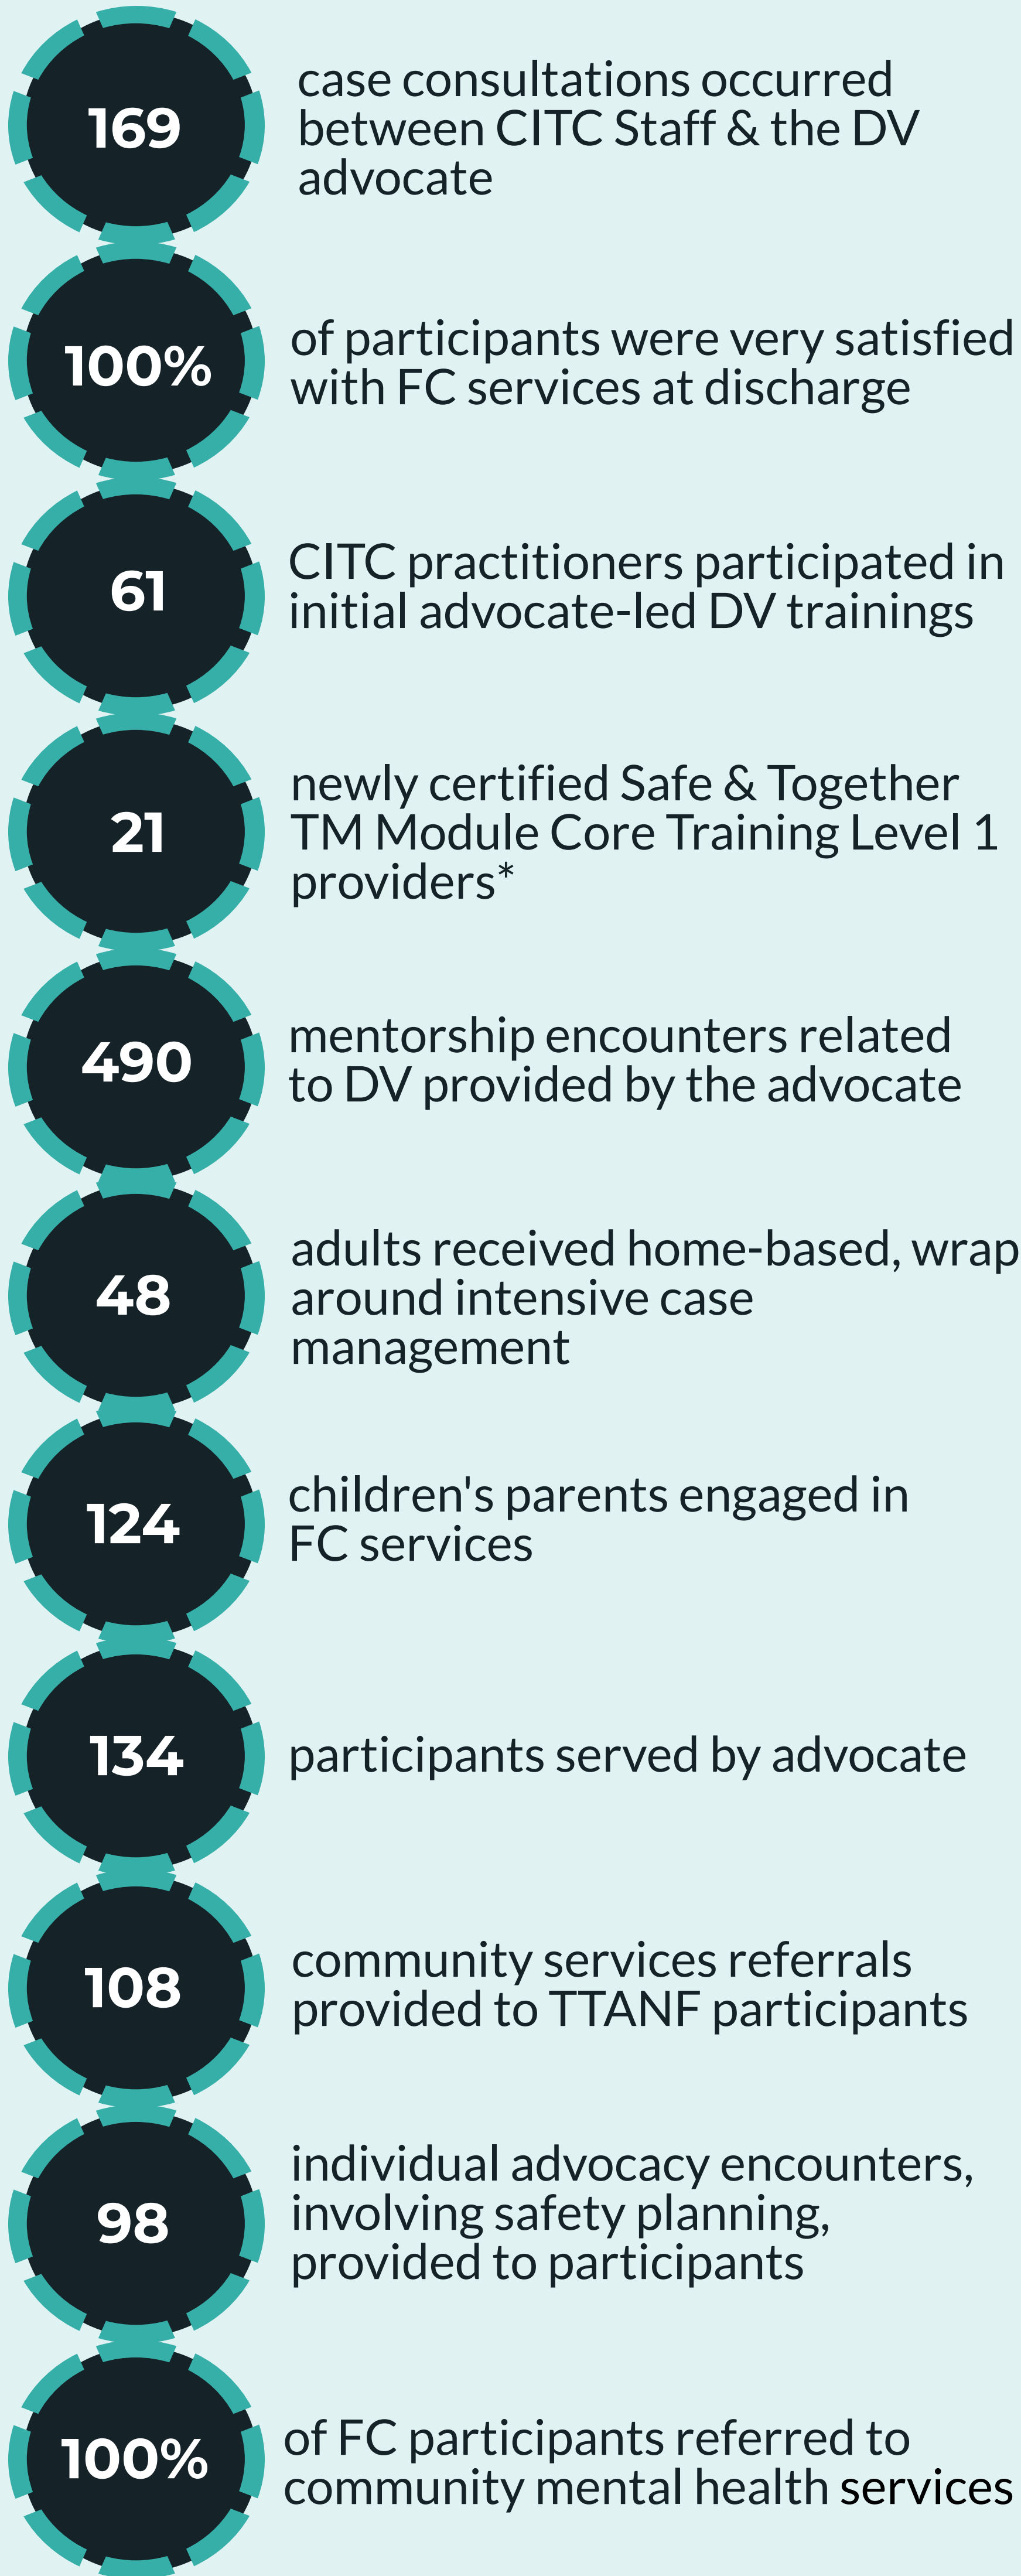 169
case consultations occurred
between CITC Staff & the DV
advocate
100%
of participants were very satisfied
with FC services at discharge
61
CITC practitioners participated in
initial advocate-led DV trainings
21
newly certified Safe & Together
TM Module Core Training Level 1
providers*
490
mentorship encounters related
to DV provided by the advocate
48
adults received home-based, wrap
around intensive case
management
124
children's parents engaged in
FC services
134
participants served by advocate
108
community services referrals
provided to TTANF participants
98
individual advocacy encounters,
involving safety planning,
provided to participants
100%
of FC participants referred to
community mental health services